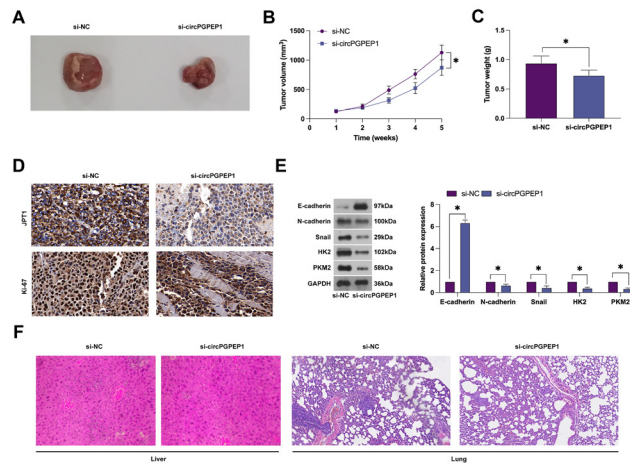 A
si-NC
si-circPGPEP1
B
si-NC
si-circPGPEP1
Tumor volume (mm³)
1500
1000
500
0
0
1
2
3
4
5
Time (weeks)
*
C
Tumor weight (g)
1.5
1.0
0.5
0.0
*
si-NC
si-circPGPEP1
D
si-NC
si-circPGPEP1
JPT1
Ki-67
E
E-cadherin
97kDa
N-cadherin
100kDa
Snail
29kDa
HK2
102kDa
PKM2
58kDa
GAPDH
36kDa
si-NC si-circPGPEP1
si-NC
si-circPGPEP1
Relative protein expression
8
6
4
2
0
*
*
*
*
*
E-cadherin
N-cadherin
Snail
HK2
PKM2
F
si-NC
si-circPGPEP1
si-NC
si-circPGPEP1
Liver
Lung